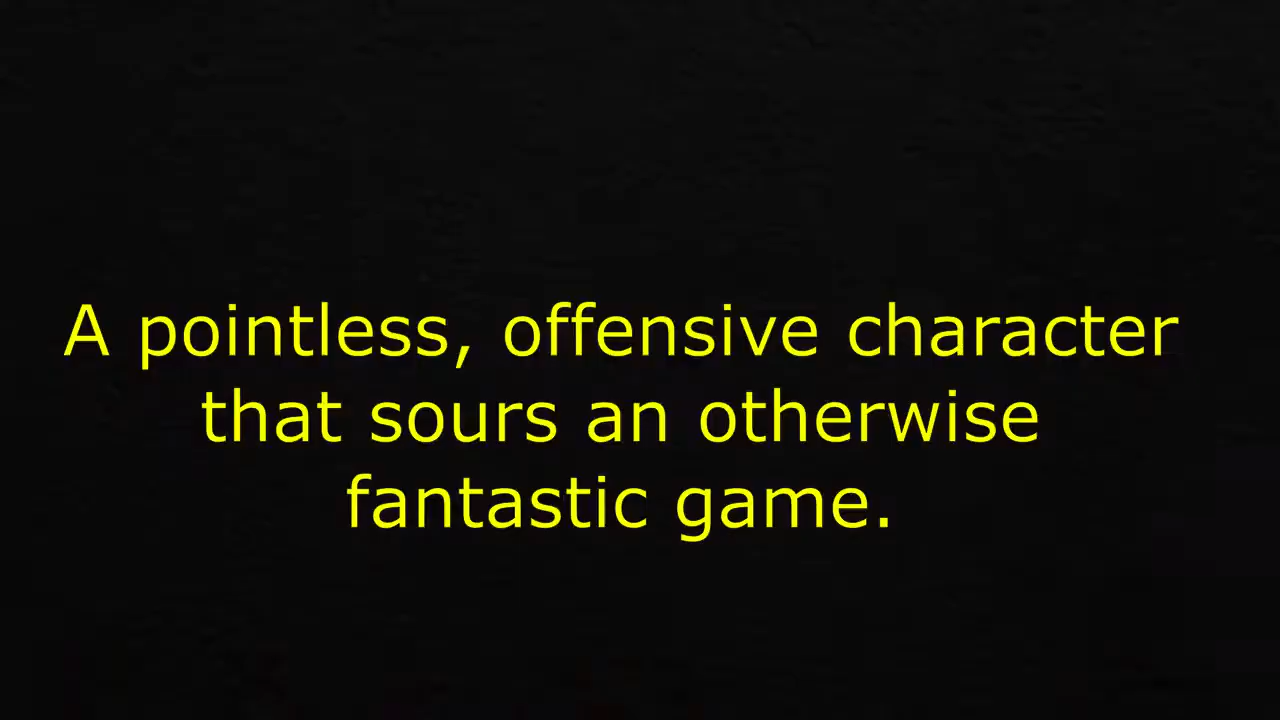 A pointless, offensive character
that sours an otherwise
fantastic game.